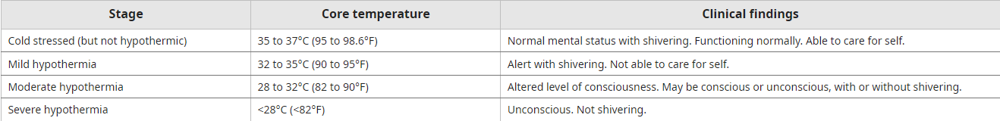 Stage Core temperature Clinical findings
Cold stressed (but not hypothermic) 35 to 37°C (95 to 98.6°F) Normal mental status with shivering. Functioning normally. Able to care for self.
Mild hypothermia 32 to 35°C (90 to 95°F) Alert with shivering. Not able to care for self.
Moderate hypothermia 28 to 32°C (82 to 90°F) Altered level of consciousness. May be conscious or unconscious, with or without shivering.
Severe hypothermia <28°C (<82°F) Unconscious. Not shivering.